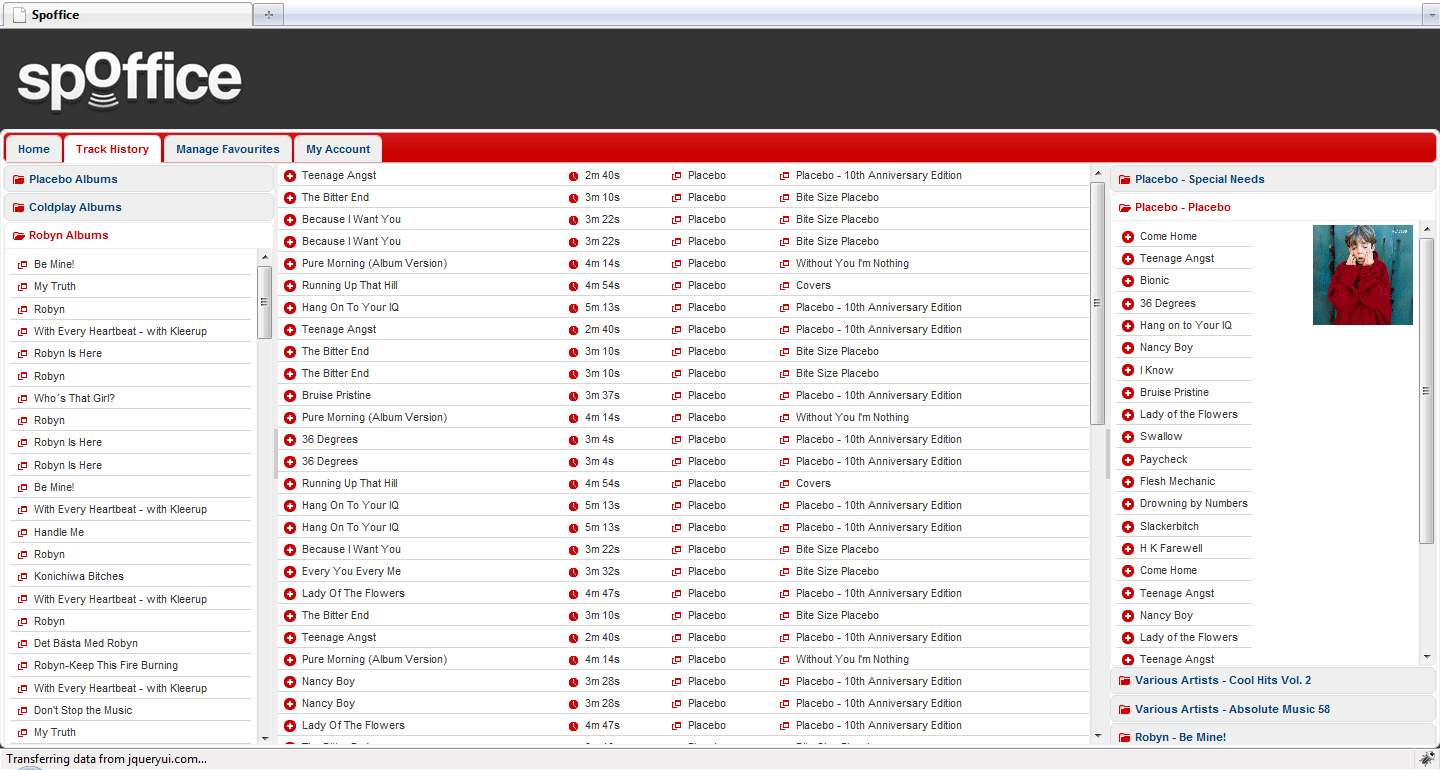 Spoffice
spoffice
Home Track History Manage Favourites My Account
Placebo Albums
Coldplay Albums
Robyn Albums
Be Mine!
My Truth
Robyn
With Every Heartbeat - with Kleerup
Robyn Is Here
Robyn
Who´s That Girl?
Robyn
Robyn Is Here
Robyn Is Here
Be Mine!
With Every Heartbeat - with Kleerup
Handle Me
Robyn
Konichiwa Bitches
With Every Heartbeat - with Kleerup
Robyn
Det Bästa Med Robyn
Robyn-Keep This Fire Burning
With Every Heartbeat - with Kleerup
Don't Stop the Music
My Truth
Teenage Angst 2m 40s Placebo Placebo - 10th Anniversary Edition
The Bitter End 3m 10s Placebo Bite Size Placebo
Because I Want You 3m 22s Placebo Bite Size Placebo
Because I Want You 3m 22s Placebo Bite Size Placebo
Pure Morning (Album Version) 4m 14s Placebo Without You I'm Nothing
Running Up That Hill 4m 54s Placebo Covers
Hang On To Your IQ 5m 13s Placebo Placebo - 10th Anniversary Edition
Teenage Angst 2m 40s Placebo Placebo - 10th Anniversary Edition
The Bitter End 3m 10s Placebo Bite Size Placebo
The Bitter End 3m 10s Placebo Bite Size Placebo
Bruise Pristine 3m 37s Placebo Placebo - 10th Anniversary Edition
Pure Morning (Album Version) 4m 14s Placebo Without You I'm Nothing
36 Degrees 3m 4s Placebo Placebo - 10th Anniversary Edition
36 Degrees 3m 4s Placebo Placebo - 10th Anniversary Edition
Running Up That Hill 4m 54s Placebo Covers
Hang On To Your IQ 5m 13s Placebo Placebo - 10th Anniversary Edition
Hang On To Your IQ 5m 13s Placebo Placebo - 10th Anniversary Edition
Because I Want You 3m 22s Placebo Bite Size Placebo
Every You Every Me 3m 32s Placebo Bite Size Placebo
Lady Of The Flowers 4m 47s Placebo Placebo - 10th Anniversary Edition
The Bitter End 3m 10s Placebo Bite Size Placebo
Teenage Angst 2m 40s Placebo Placebo - 10th Anniversary Edition
Pure Morning (Album Version) 4m 14s Placebo Without You I'm Nothing
Nancy Boy 3m 28s Placebo Placebo - 10th Anniversary Edition
Nancy Boy 3m 28s Placebo Placebo - 10th Anniversary Edition
Lady Of The Flowers 4m 47s Placebo Placebo - 10th Anniversary Edition
Placebo - Special Needs
Placebo - Placebo
Come Home
Teenage Angst
Bionic
36 Degrees
Hang on to Your IQ
Nancy Boy
I Know
Bruise Pristine
Lady of the Flowers
Swallow
Paycheck
Flesh Mechanic
Drowning by Numbers
Slackerbitch
H K Farewell
Come Home
Teenage Angst
Nancy Boy
Lady of the Flowers
Teenage Angst
Various Artists - Cool Hits Vol. 2
Various Artists - Absolute Music 58
Robyn - Be Mine!
Transferring data from jqueryui.com...